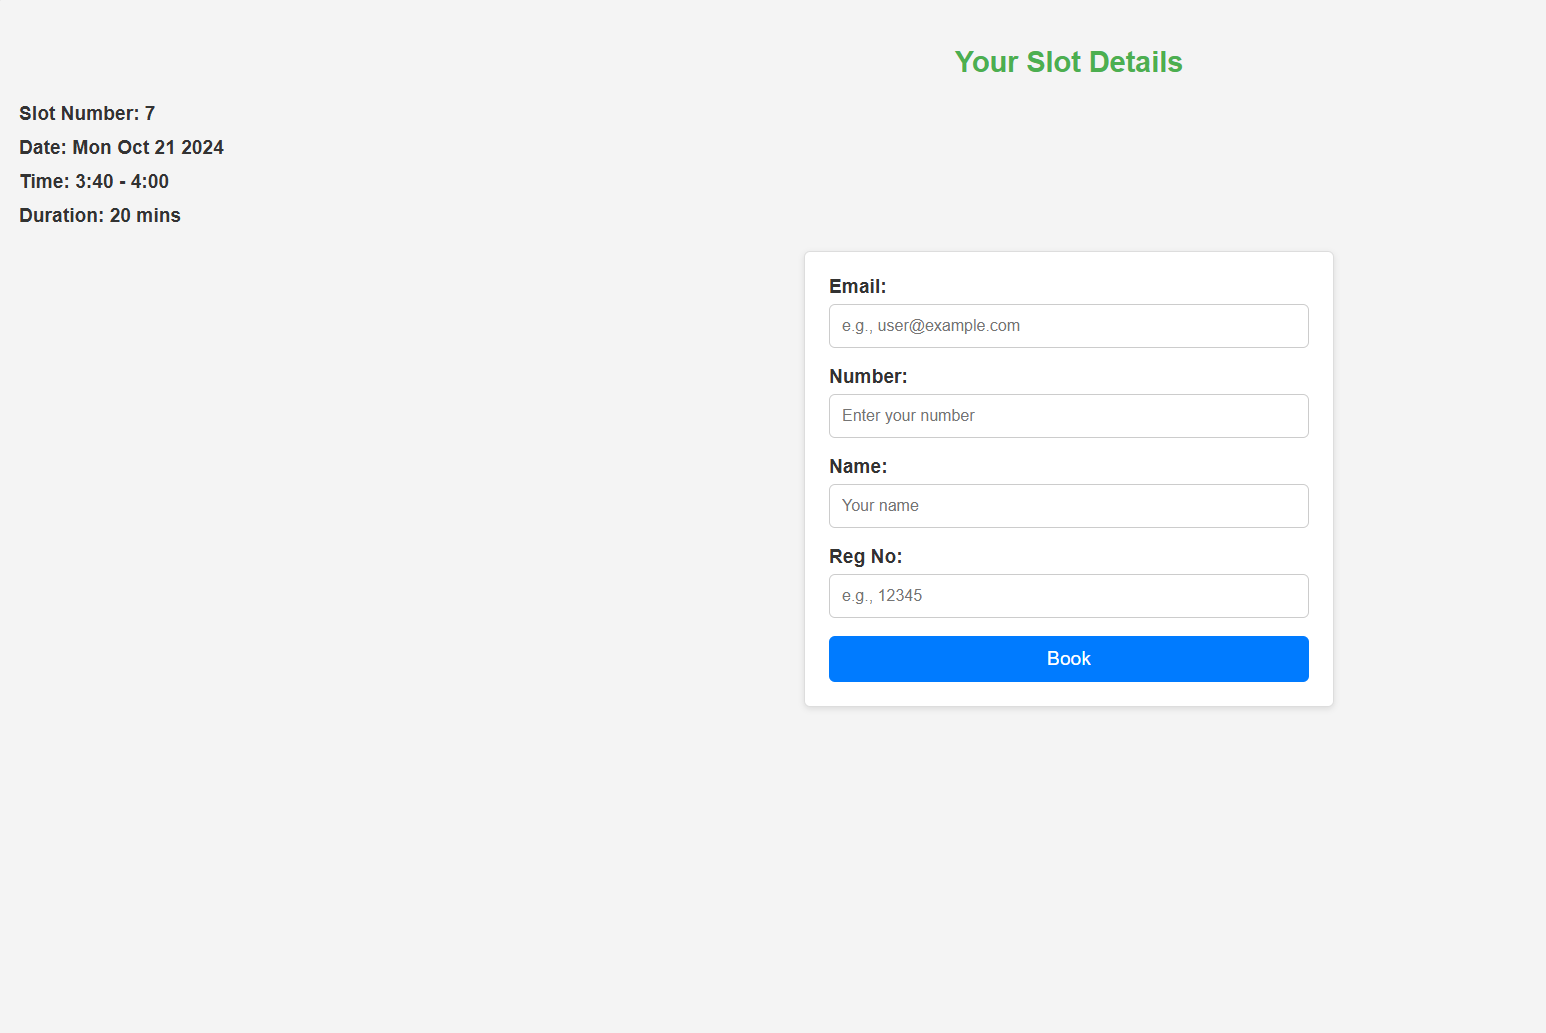 Your Slot Details
Slot Number: 7
Date: Mon Oct 21 2024
Time: 3:40 - 4:00
Duration: 20 mins
Email:
e.g., user@example.com
Number:
Enter your number
Name:
Your name
Reg No:
e.g., 12345
Book